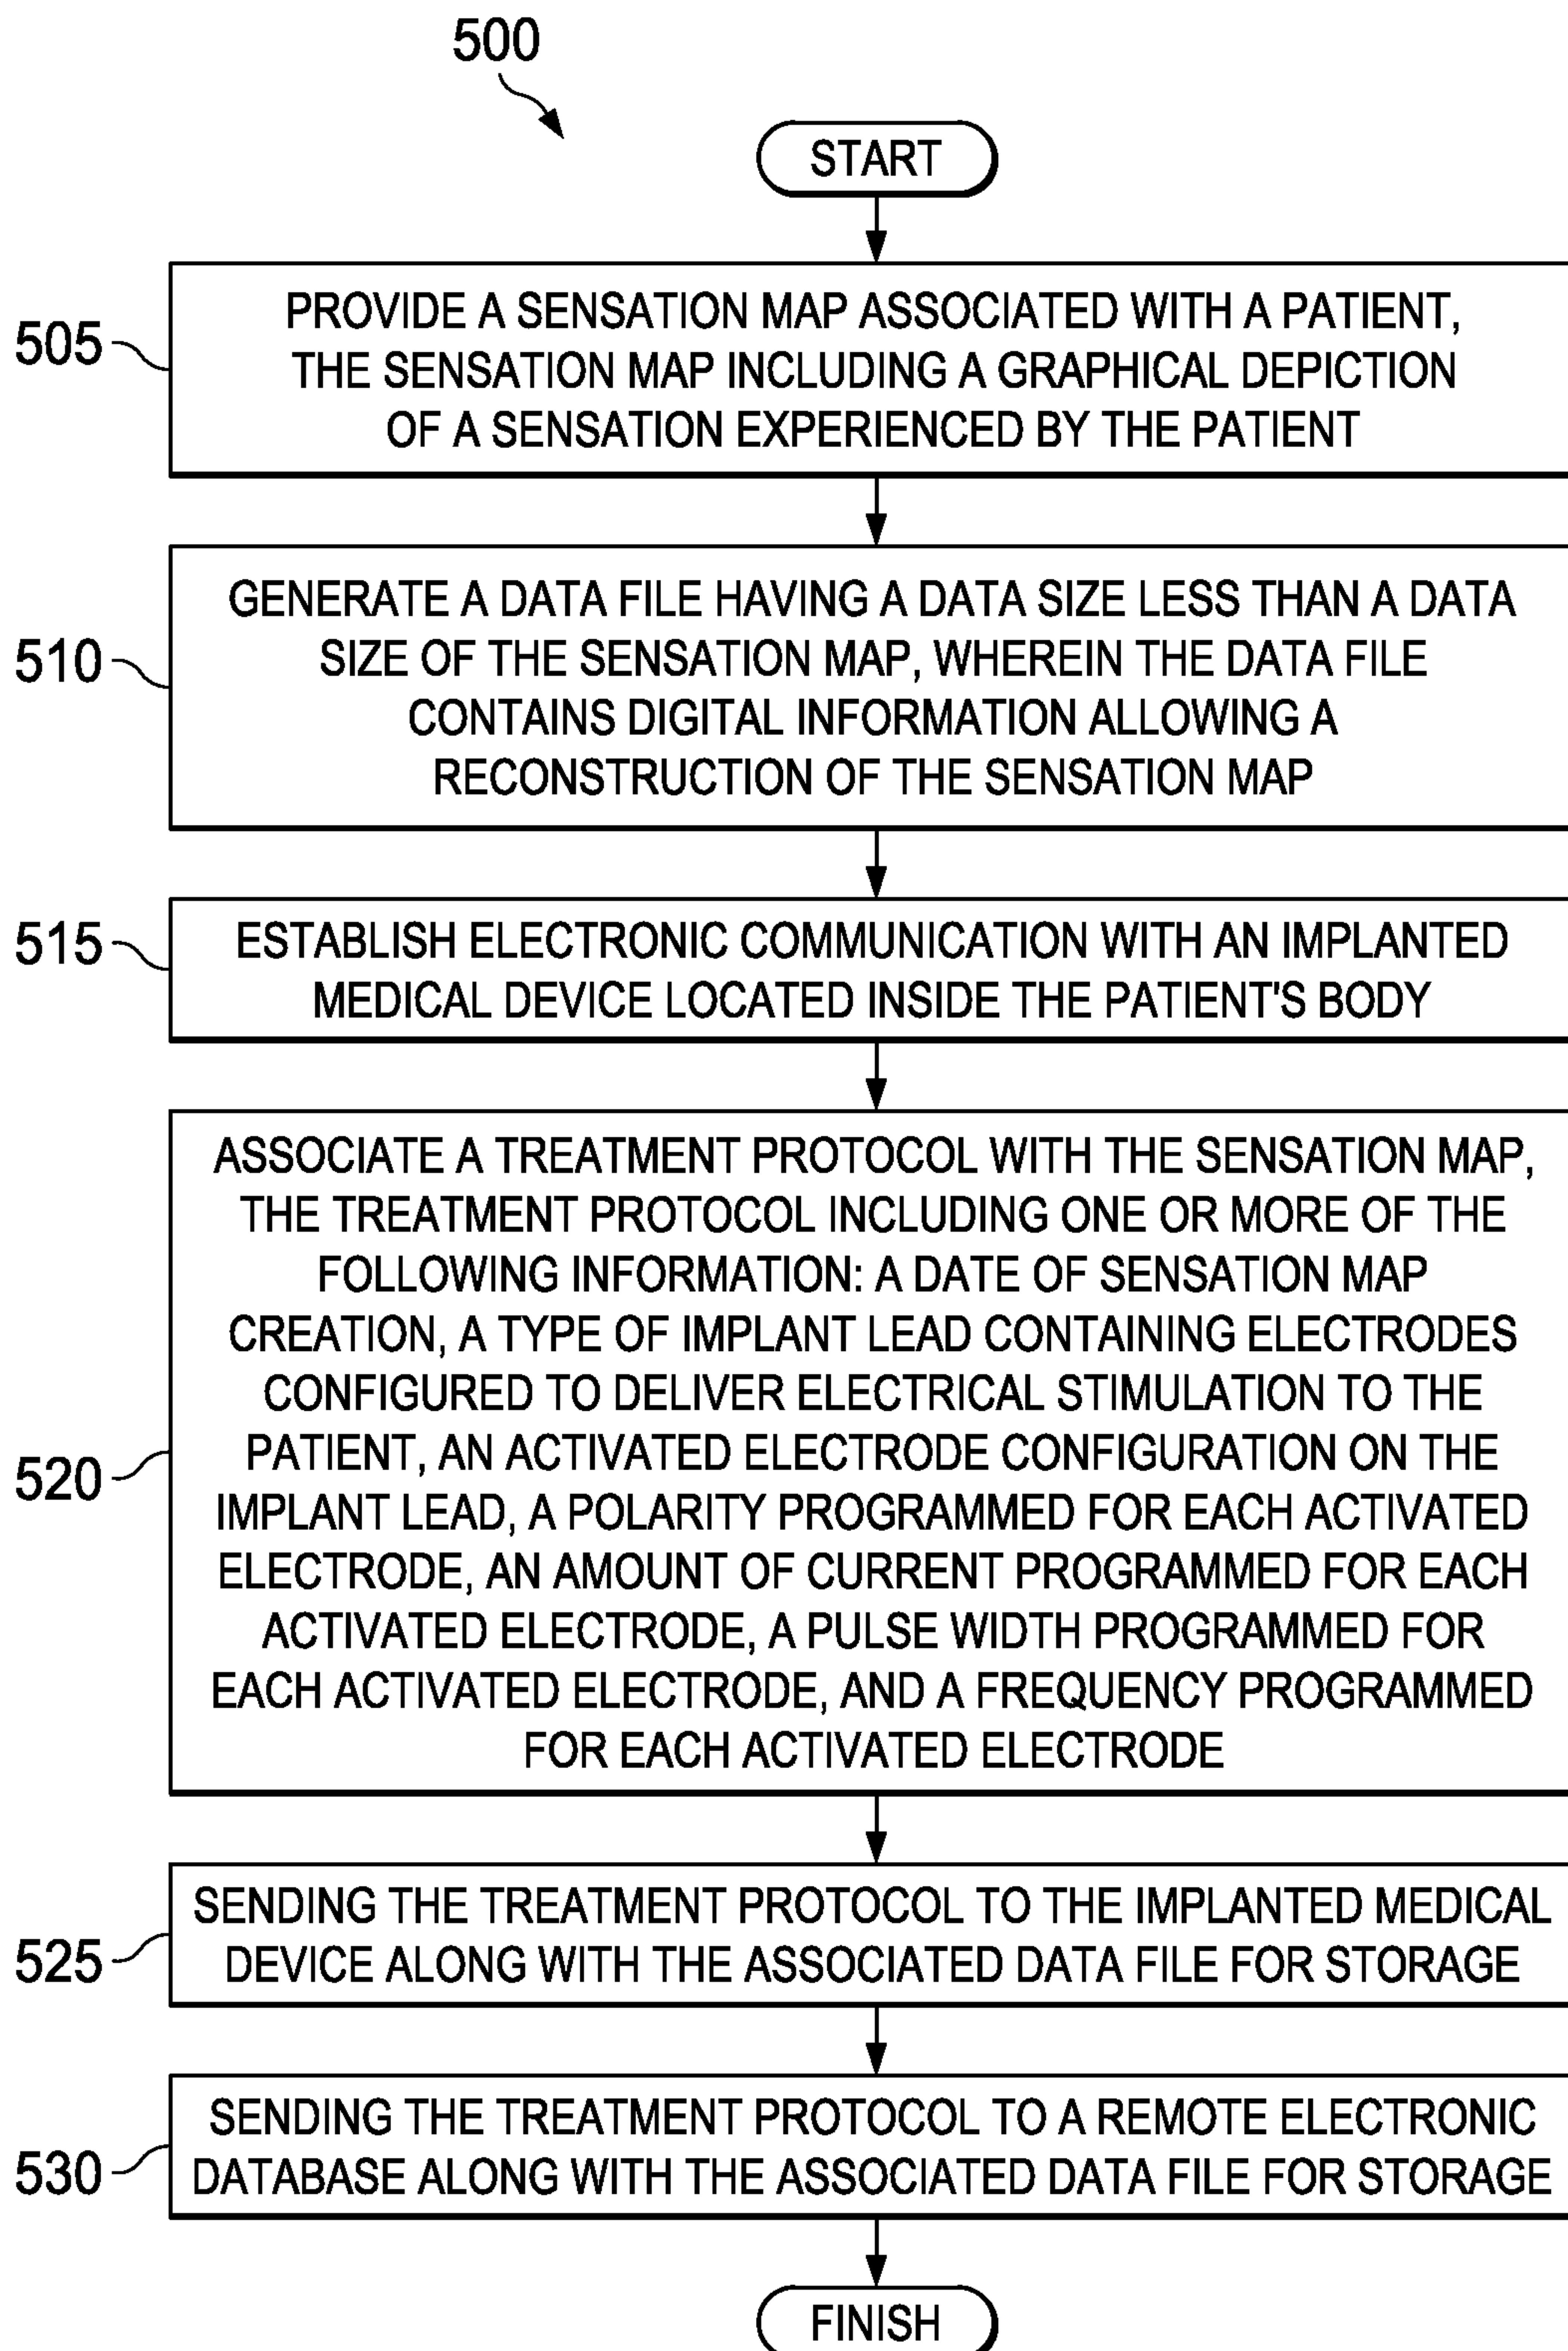 500
START
505
PROVIDE A SENSATION MAP ASSOCIATED WITH A PATIENT,
THE SENSATION MAP INCLUDING A GRAPHICAL DEPICTION
OF A SENSATION EXPERIENCED BY THE PATIENT
510
GENERATE A DATA FILE HAVING A DATA SIZE LESS THAN A DATA
SIZE OF THE SENSATION MAP, WHEREIN THE DATA FILE
CONTAINS DIGITAL INFORMATION ALLOWING A
RECONSTRUCTION OF THE SENSATION MAP
515
ESTABLISH ELECTRONIC COMMUNICATION WITH AN IMPLANTED
MEDICAL DEVICE LOCATED INSIDE THE PATIENT'S BODY
520
ASSOCIATE A TREATMENT PROTOCOL WITH THE SENSATION MAP,
THE TREATMENT PROTOCOL INCLUDING ONE OR MORE OF THE
FOLLOWING INFORMATION: A DATE OF SENSATION MAP
CREATION, A TYPE OF IMPLANT LEAD CONTAINING ELECTRODES
CONFIGURED TO DELIVER ELECTRICAL STIMULATION TO THE
PATIENT, AN ACTIVATED ELECTRODE CONFIGURATION ON THE
IMPLANT LEAD, A POLARITY PROGRAMMED FOR EACH ACTIVATED
ELECTRODE, AN AMOUNT OF CURRENT PROGRAMMED FOR EACH
ACTIVATED ELECTRODE, A PULSE WIDTH PROGRAMMED FOR
EACH ACTIVATED ELECTRODE, AND A FREQUENCY PROGRAMMED
FOR EACH ACTIVATED ELECTRODE
525
SENDING THE TREATMENT PROTOCOL TO THE IMPLANTED MEDICAL
DEVICE ALONG WITH THE ASSOCIATED DATA FILE FOR STORAGE
530
SENDING THE TREATMENT PROTOCOL TO A REMOTE ELECTRONIC
DATABASE ALONG WITH THE ASSOCIATED DATA FILE FOR STORAGE
FINISH